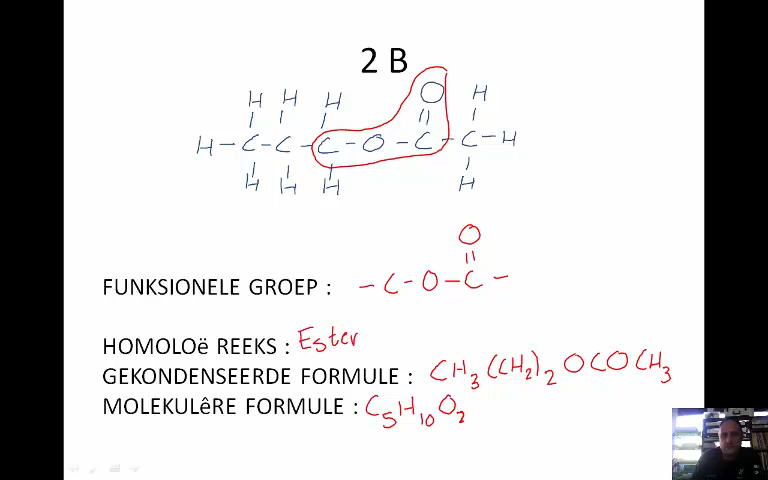 2 B
O H
H H H || |
| | | || |
H – C – C – C – O – C – C – H
| | | |
H H H H
O
||
FUNKSIONELE GROEP : – C – O – C –
HOMOLOë REEKS : Ester
GEKONDENSEERDE FORMULE : CH₃(CH₂)₂OCOCH₃
MOLEKULêRE FORMULE : C₅H₁₀O₂